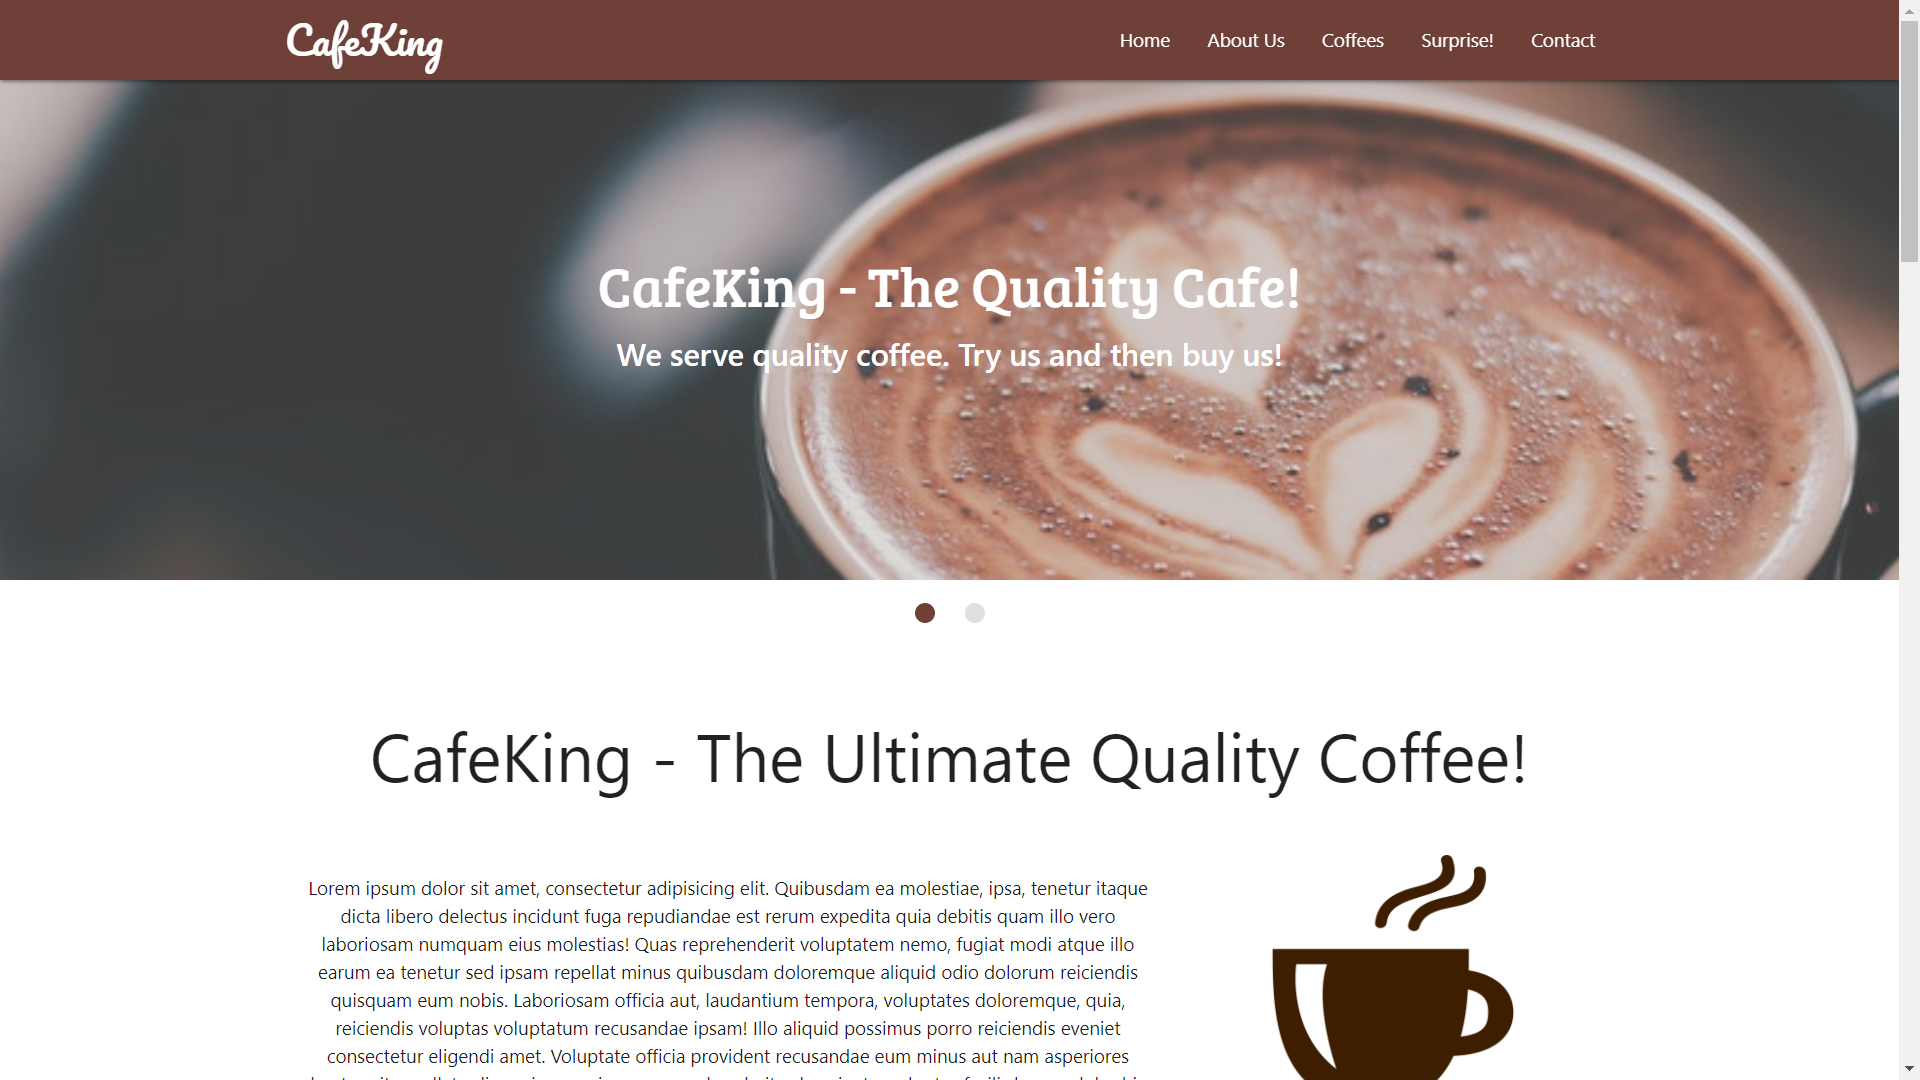 CafeKing
Home About Us Coffees Surprise! Contact
CafeKing - The Quality Cafe!
We serve quality coffee. Try us and then buy us!
CafeKing - The Ultimate Quality Coffee!
Lorem ipsum dolor sit amet, consectetur adipisicing elit. Quibusdam ea molestiae, ipsa, tenetur itaque
dicta libero delectus incidunt fuga repudiandae est rerum expedita quia debitis quam illo vero
laboriosam numquam eius molestias! Quas reprehenderit voluptatem nemo, fugiat modi atque illo
earum ea tenetur sed ipsam repellat minus quibusdam doloremque aliquid odio dolorum reiciendis
quisquam eum nobis. Laboriosam officia aut, laudantium tempora, voluptates doloremque, quia,
reiciendis voluptas voluptatum recusandae ipsam! Illo aliquid possimus porro reiciendis eveniet
consectetur eligendi amet. Voluptate officia provident recusandae eum minus aut nam asperiores